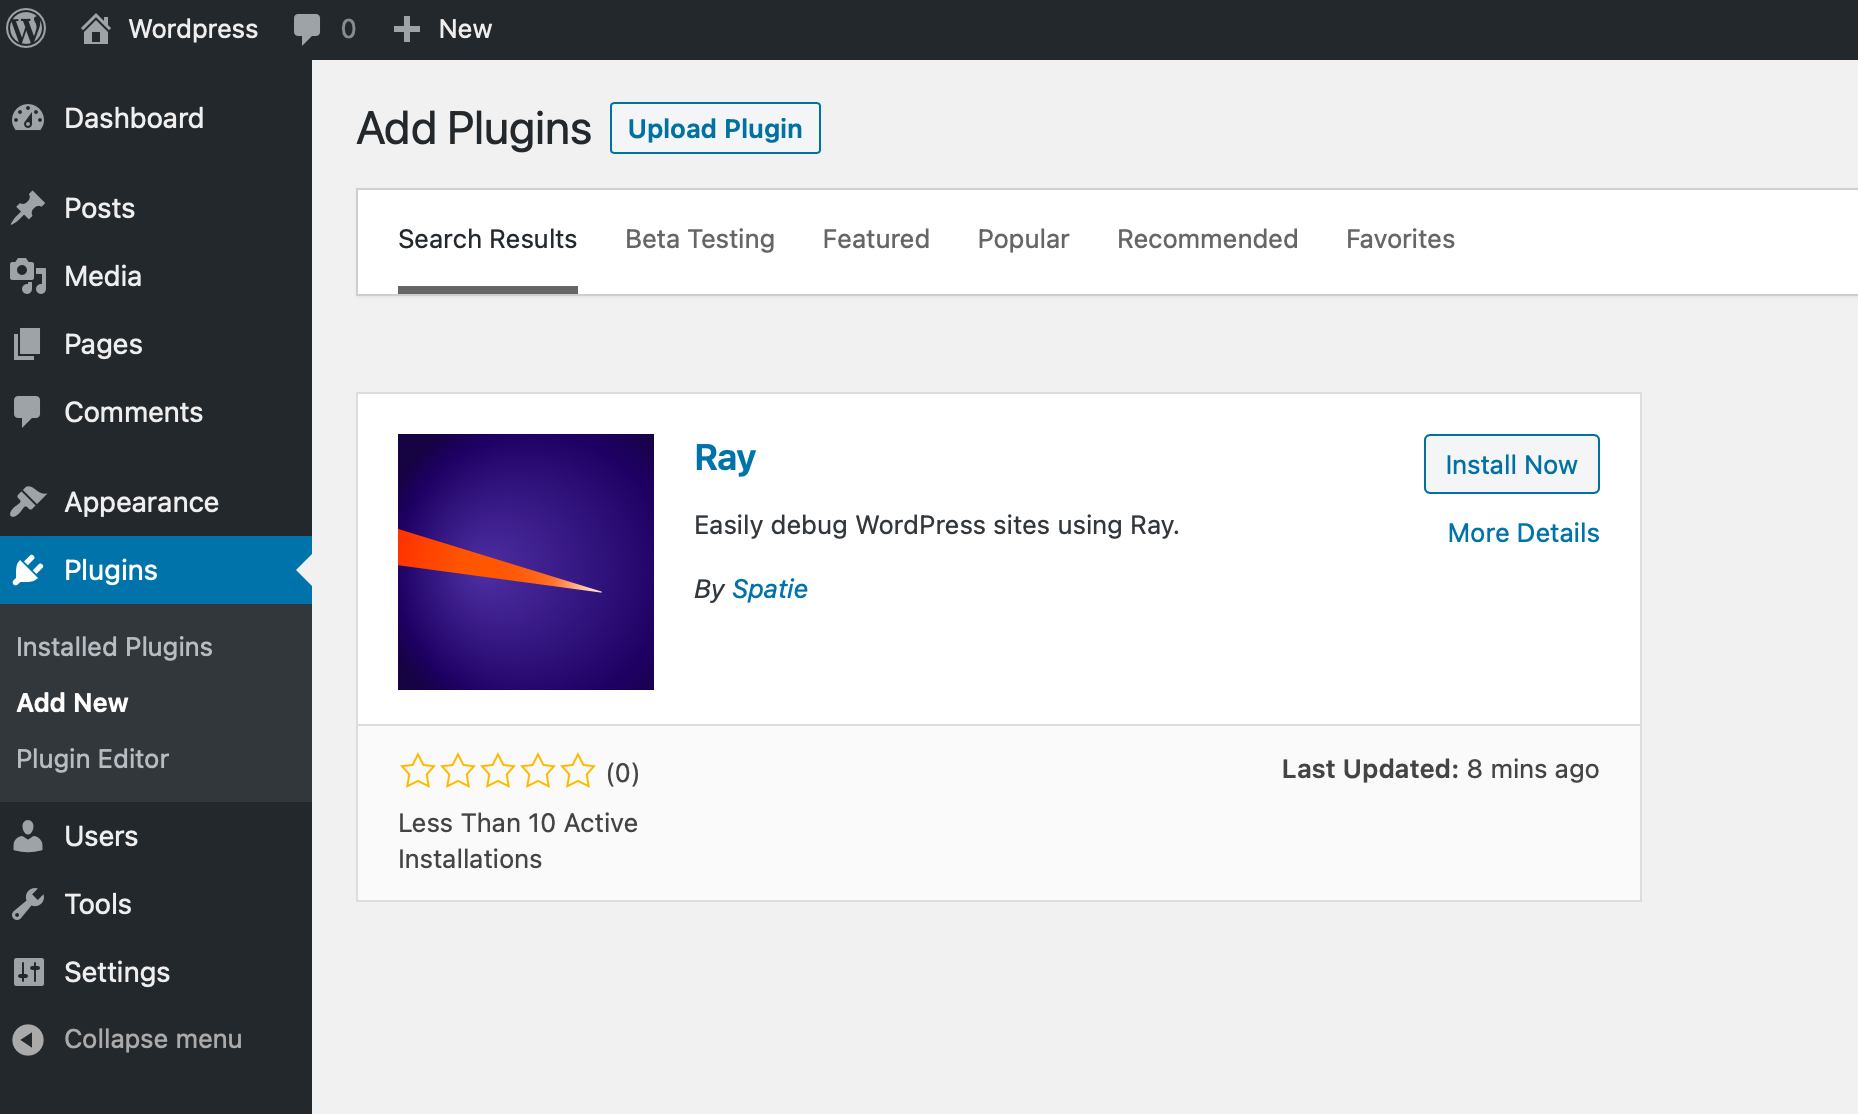 Wordpress 0 New
Dashboard
Posts
Media
Pages
Comments
Appearance
Plugins
Installed Plugins
Add New
Plugin Editor
Users
Tools
Settings
Collapse menu
Add Plugins Upload Plugin
Search Results Beta Testing Featured Popular Recommended Favorites
Ray
Install Now
Easily debug WordPress sites using Ray.
More Details
By Spatie
(0)
Last Updated: 8 mins ago
Less Than 10 Active
Installations